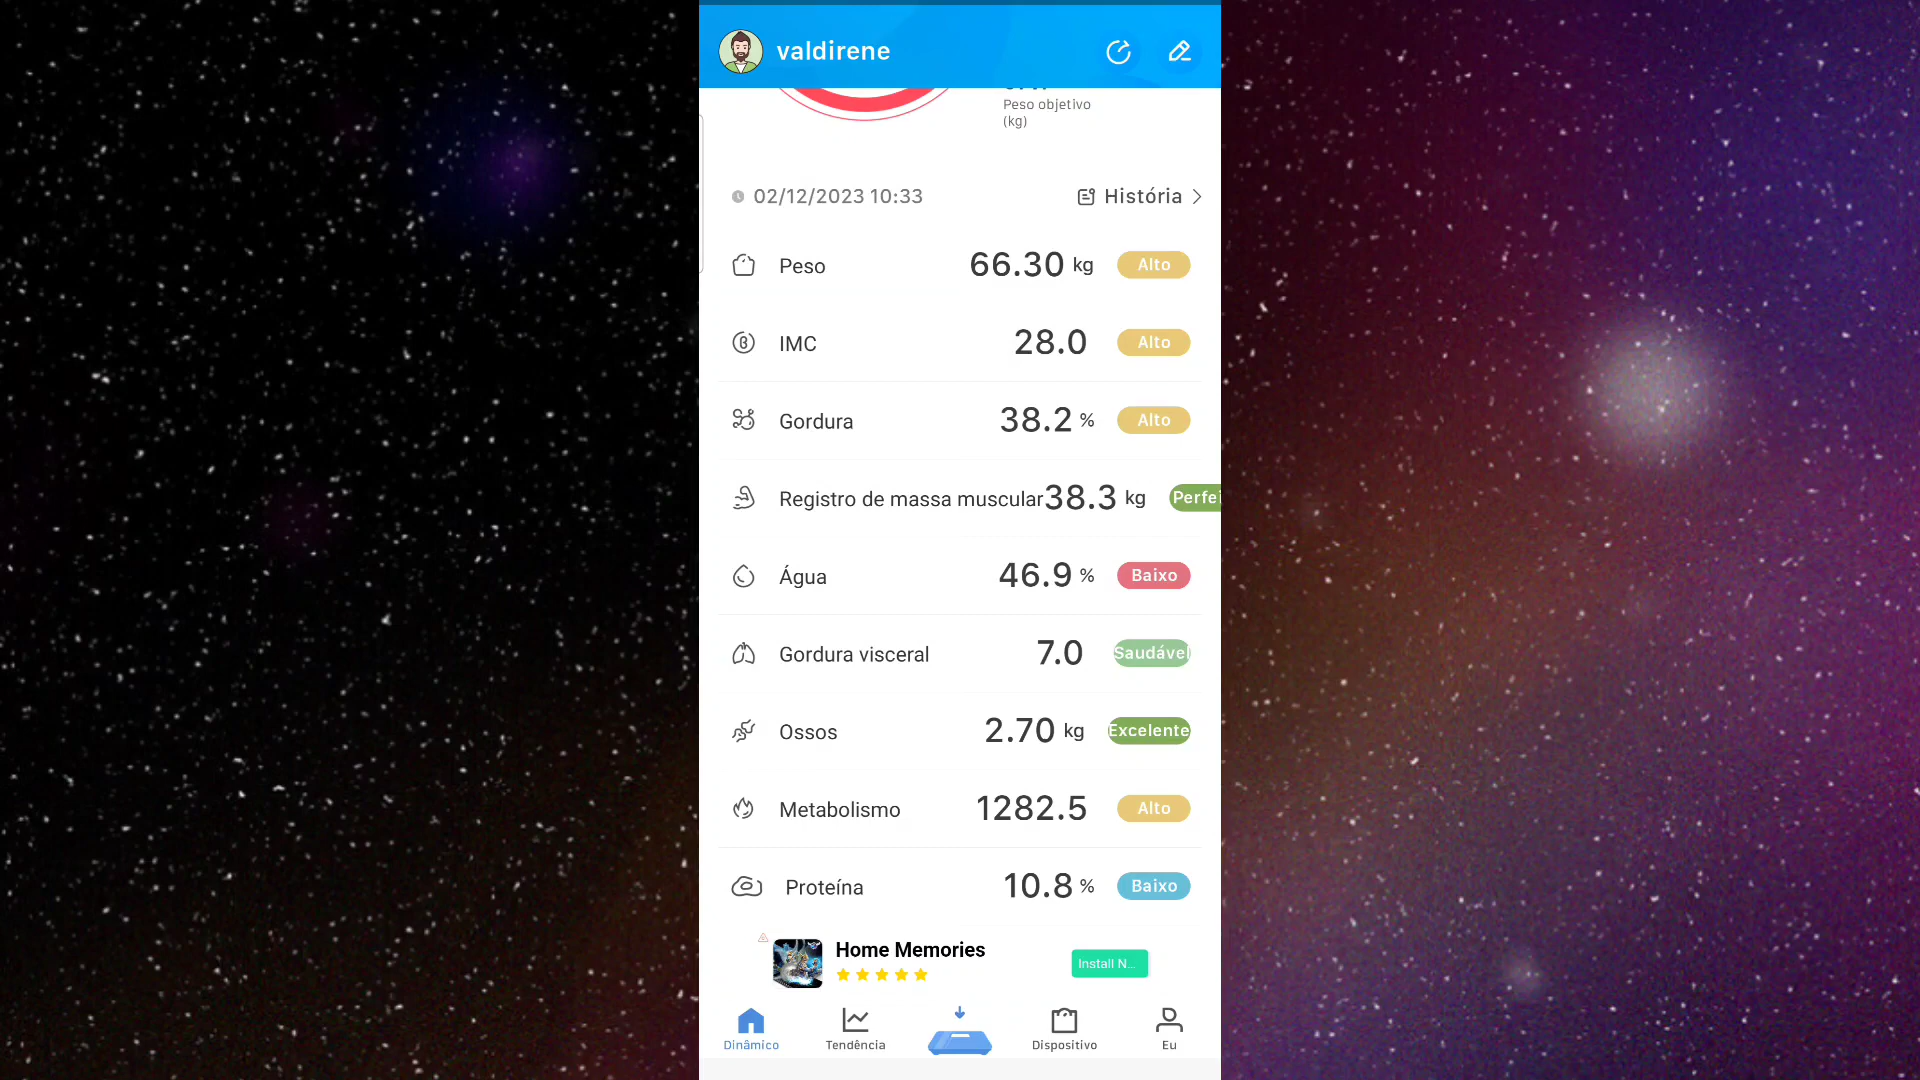 valdirene
Peso objetivo
(kg)
02/12/2023 10:33
História
Peso 66.30 kg Alto
IMC 28.0 Alto
Gordura 38.2 % Alto
Registro de massa muscular 38.3 kg Perfei
Água 46.9 % Baixo
Gordura visceral 7.0 Saudável
Ossos 2.70 kg Excelente
Metabolismo 1282.5 Alto
Proteína 10.8 % Baixo
Home Memories
Install N...
Dinâmico Tendência Dispositivo Eu